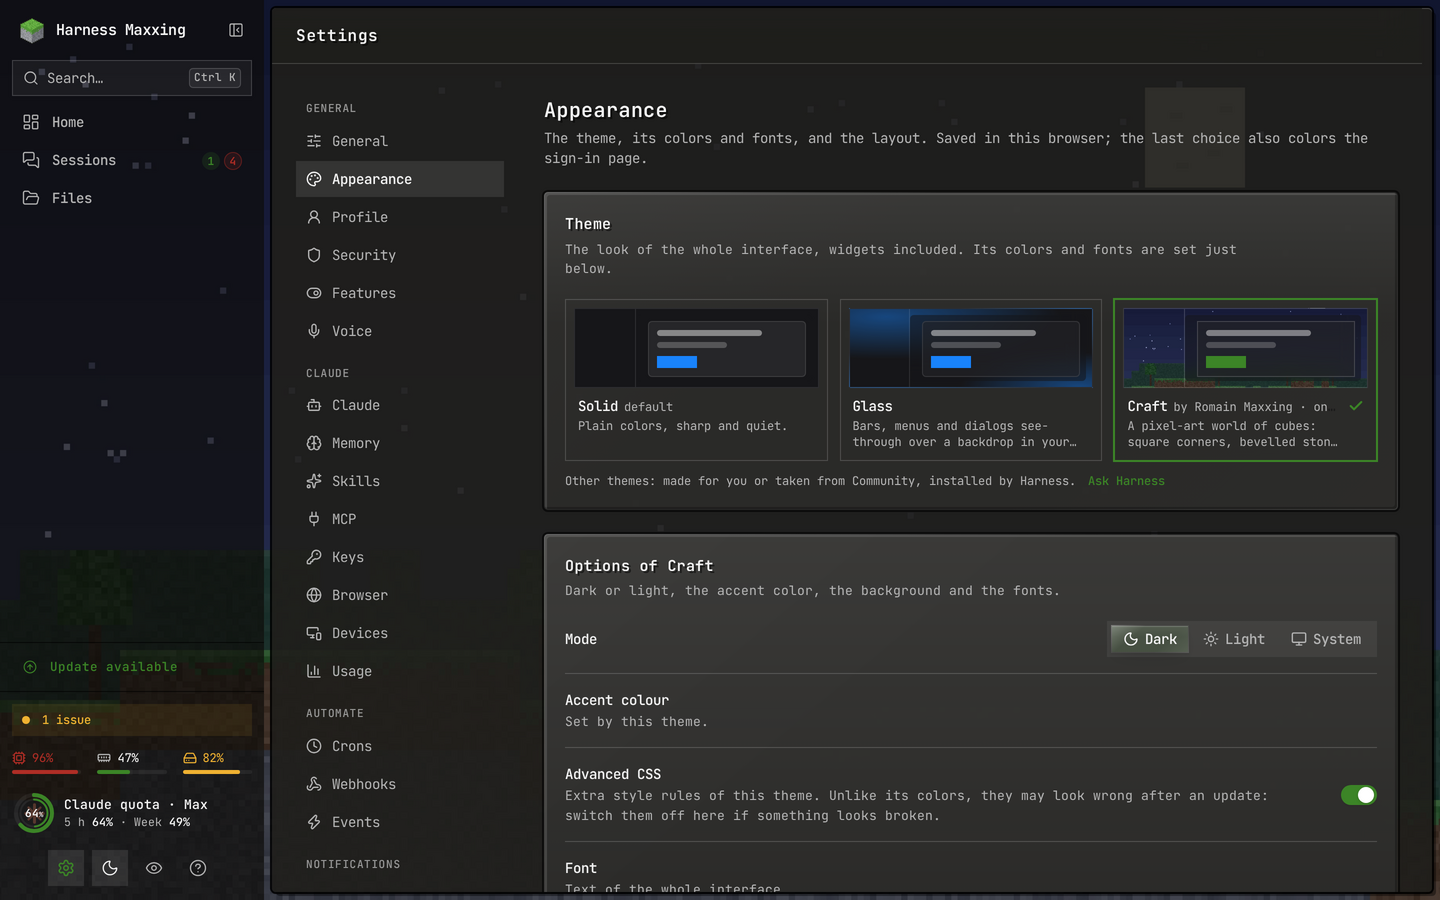 Harness Maxxing
Search…
Ctrl K
Home
Sessions
1
4
Files
Update available
1 issue
96%
47%
82%
64%
Claude quota · Max
5 h 64% · Week 49%
Settings
GENERAL
General
Appearance
Profile
Security
Features
Voice
CLAUDE
Claude
Memory
Skills
MCP
Keys
Browser
Devices
Usage
AUTOMATE
Crons
Webhooks
Events
NOTIFICATIONS
Appearance
The theme, its colors and fonts, and the layout. Saved in this browser; the last choice also colors the
sign-in page.
Theme
The look of the whole interface, widgets included. Its colors and fonts are set just
below.
Solid default
Plain colors, sharp and quiet.
Glass
Bars, menus and dialogs see-
through over a backdrop in your…
Craft by Romain Maxxing · on
A pixel-art world of cubes:
square corners, bevelled ston…
Other themes: made for you or taken from Community, installed by Harness. Ask Harness
Options of Craft
Dark or light, the accent color, the background and the fonts.
Mode
Dark
Light
System
Accent colour
Set by this theme.
Advanced CSS
Extra style rules of this theme. Unlike its colors, they may look wrong after an update:
switch them off here if something looks broken.
Font
Text of the whole interface